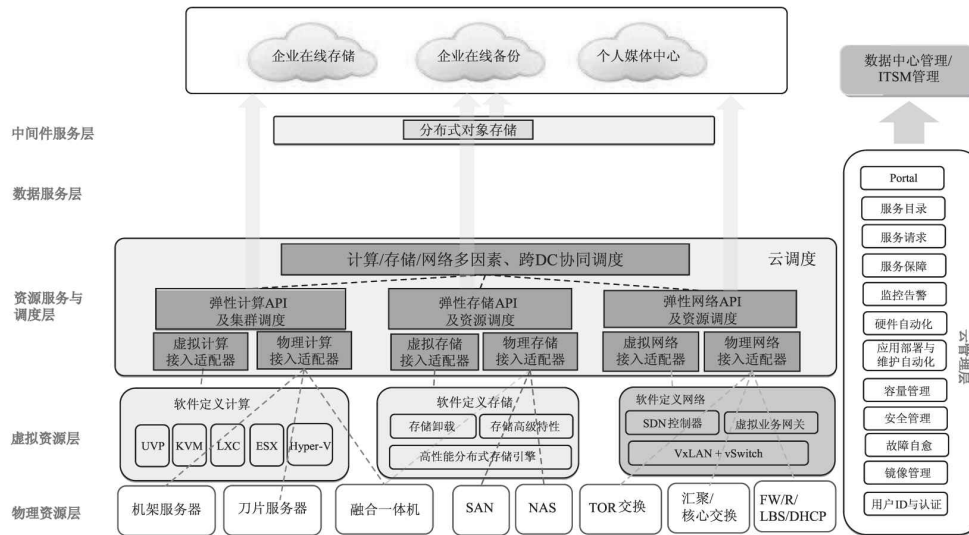 企业在线存储
企业在线备份
个人媒体中心
数据中心管理/
ITSM管理
中间件服务层
分布式对象存储
数据服务层
资源服务与
调度层
计算/存储/网络多因素、跨DC协同调度
云调度
弹性计算API
及集群调度
弹性存储API
及资源调度
弹性网络API
及资源调度
虚拟计算
接入适配器
物理计算
接入适配器
虚拟存储
接入适配器
物理存储
接入适配器
虚拟网络
接入适配器
物理网络
接入适配器
虚拟资源层
软件定义计算
UVP
KVM
LXC
ESX
Hyper-V
软件定义存储
存储卸载
存储高级特性
高性能分布式存储引擎
软件定义网络
SDN控制器
虚拟业务网关
VxLAN + vSwitch
物理资源层
机架服务器
刀片服务器
融合一体机
SAN
NAS
TOR交换
汇聚/
核心交换
FW/R/
LBS/DHCP
Portal
服务目录
服务请求
服务保障
监控告警
硬件自动化
应用部署与
维护自动化
容量管理
安全管理
故障自愈
镜像管理
用户ID与认证
云管理层